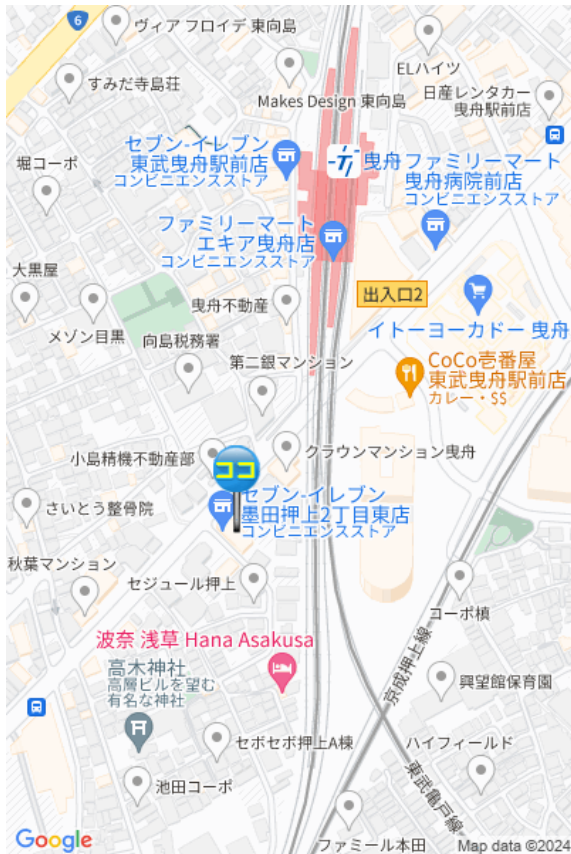 6
ヴィア フロイデ 東向島
ELハイツ
すみだ寺島荘
Makes Design 東向島
日産レンタカー
曳舟駅前店
セブン-イレブン
東武曳舟駅前店
コンビニエンスストア
曳舟
ファミリーマート
曳舟病院前店
コンビニエンスストア
堀コーポ
ファミリーマート
エキア曳舟店
コンビニエンスストア
大黒屋
出入口2
曳舟不動産
メゾン目黒
向島税務署
イトーヨーカドー 曳舟
第二銀マンション
CoCo壱番屋
東武曳舟駅前店
カレー・$$
小島精機不動産部
クラウンマンション曳舟
ココ
セブン-イレブン
墨田押上2丁目東店
コンビニエンスストア
さいとう整骨院
秋葉マンション
セジュール押上
コーポ槙
波奈 浅草 Hana Asakusa
京成押上線
高木神社
高層ビルを望む
有名な神社
興望館保育園
セボセボ押上A棟
ハイフィールド
池田コーポ
東武亀戸線
ファミール本田
Google
Map data ©2024